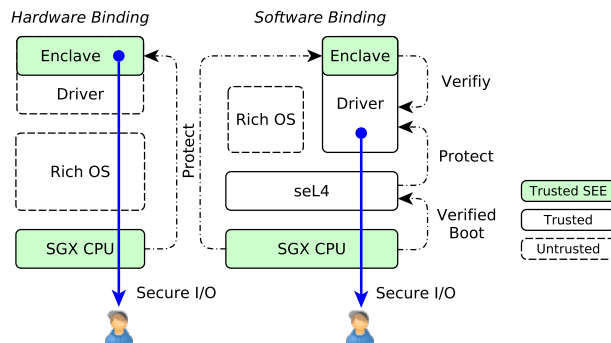 Hardware Binding
Software Binding
Enclave
Driver
Rich OS
SGX CPU
Protect
Secure I/O
Enclave
Driver
Rich OS
seL4
SGX CPU
Verifiy
Protect
Verified
Boot
Secure I/O
Trusted SEE
Trusted
Untrusted